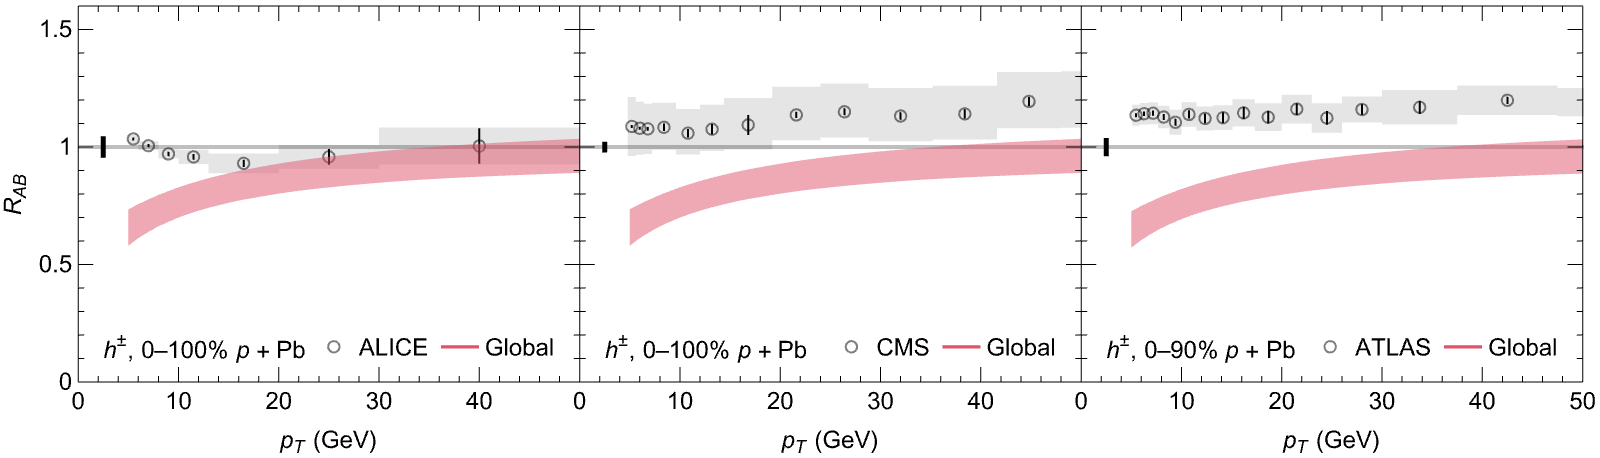 1.5
1
0.5
0
R_AB
h±, 0–100% p + Pb ALICE Global
h±, 0–100% p + Pb CMS Global
h±, 0–90% p + Pb ATLAS Global
0 10 20 30 40 0 10 20 30 40 0 10 20 30 40 50
p_T (GeV) p_T (GeV) p_T (GeV)